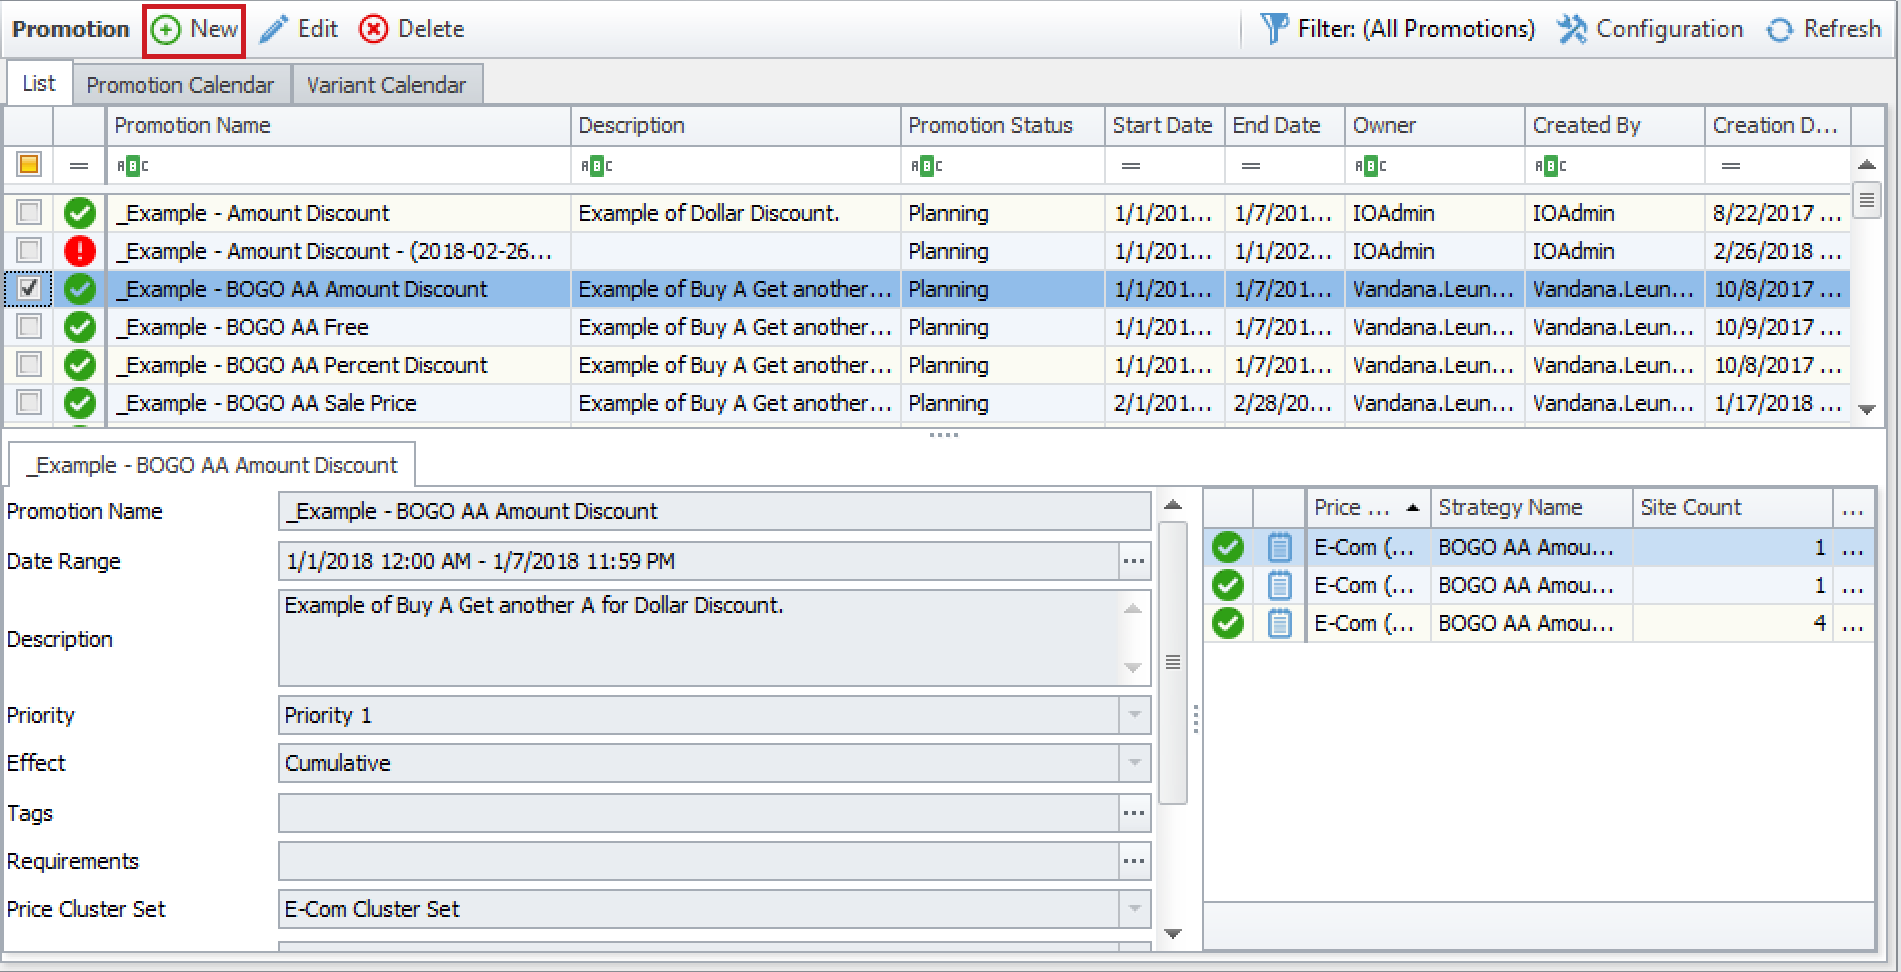 Promotion New Edit Delete Filter: (All Promotions) Configuration Refresh
List Promotion Calendar Variant Calendar
Promotion Name Description Promotion Status Start Date End Date Owner Created By Creation D...
= ABC ABC ABC = = ABC ABC =
_Example - Amount Discount Example of Dollar Discount. Planning 1/1/201... 1/7/201... IOAdmin IOAdmin 8/22/2017 ...
_Example - Amount Discount - (2018-02-26... Planning 1/1/201... 1/1/202... IOAdmin IOAdmin 2/26/2018 ...
_Example - BOGO AA Amount Discount Example of Buy A Get another... Planning 1/1/201... 1/7/201... Vandana.Leun... Vandana.Leun... 10/8/2017 ...
_Example - BOGO AA Free Example of Buy A Get another... Planning 1/1/201... 1/7/201... Vandana.Leun... Vandana.Leun... 10/9/2017 ...
_Example - BOGO AA Percent Discount Example of Buy A Get another... Planning 1/1/201... 1/7/201... Vandana.Leun... Vandana.Leun... 10/8/2017 ...
_Example - BOGO AA Sale Price Example of Buy A Get another... Planning 2/1/201... 2/28/20... Vandana.Leun... Vandana.Leun... 1/17/2018 ...
_Example - BOGO AA Amount Discount
Promotion Name _Example - BOGO AA Amount Discount
Date Range 1/1/2018 12:00 AM - 1/7/2018 11:59 PM ...
Description Example of Buy A Get another A for Dollar Discount.
Priority Priority 1
Effect Cumulative
Tags ...
Requirements ...
Price Cluster Set E-Com Cluster Set
Price ... Strategy Name Site Count ...
E-Com (... BOGO AA Amou... 1 ...
E-Com (... BOGO AA Amou... 1 ...
E-Com (... BOGO AA Amou... 4 ...